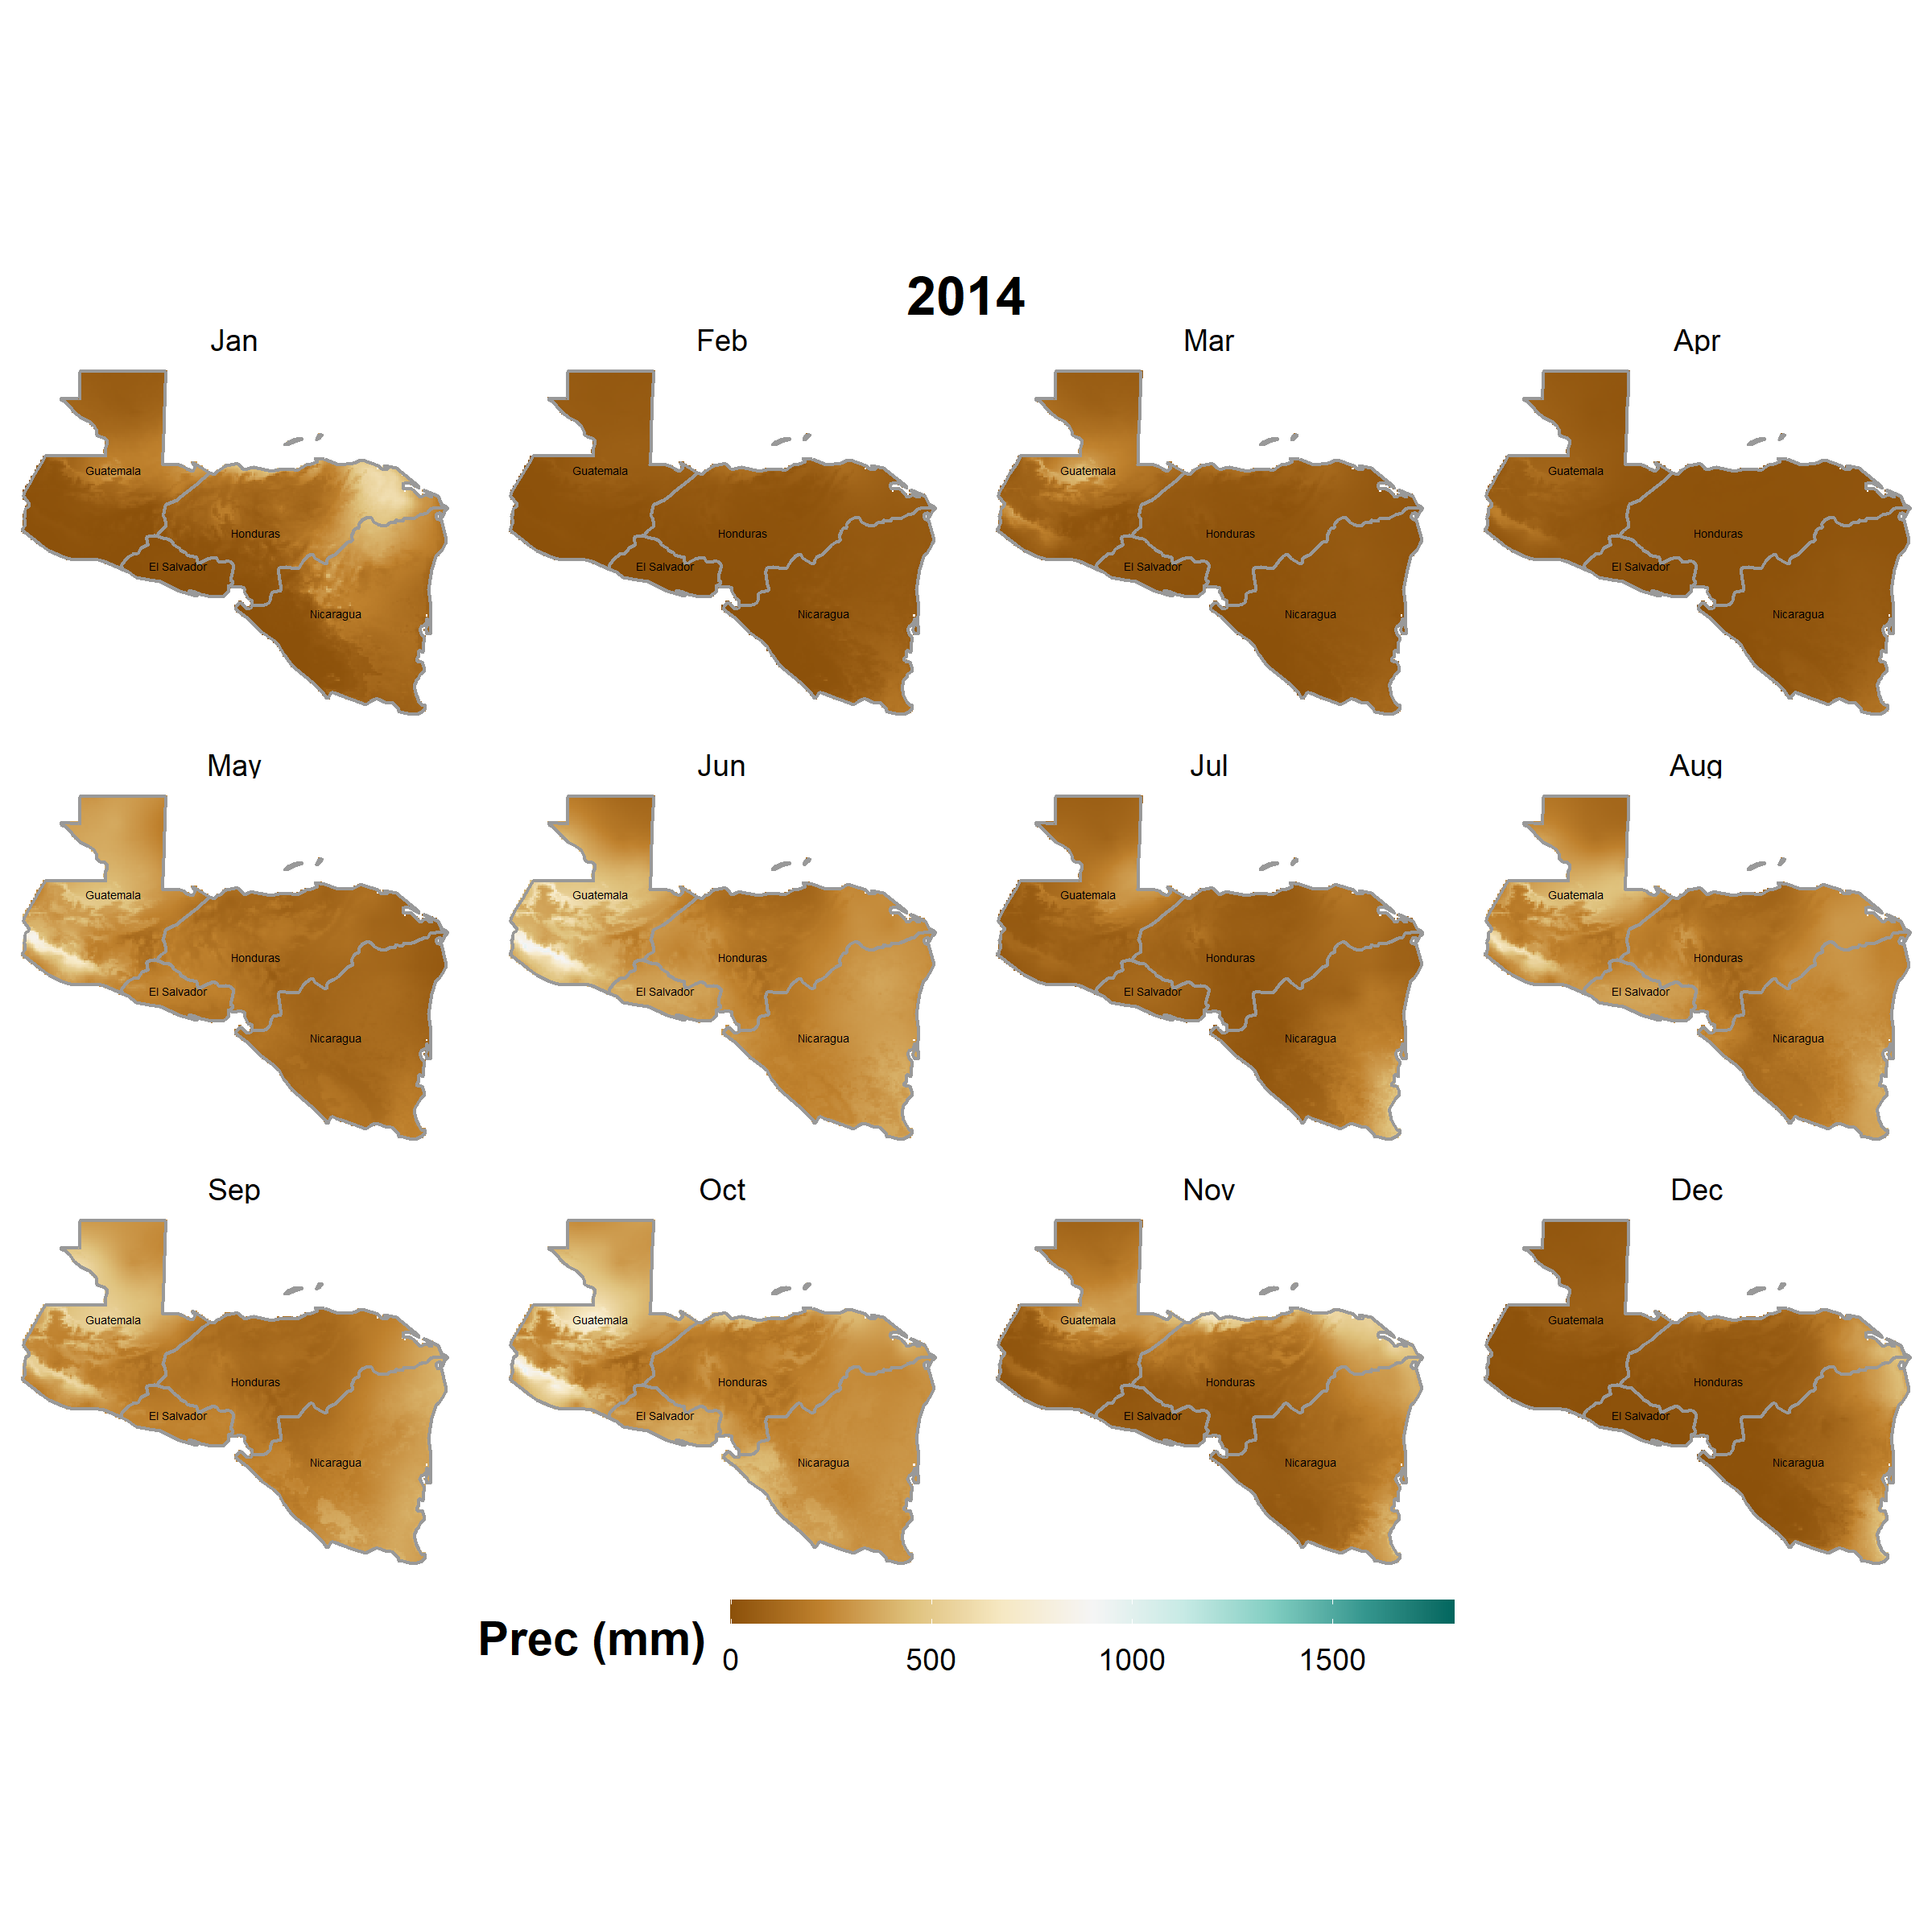 2014
Jan Feb Mar Apr
Guatemala Guatemala Guatemala Guatemala
Honduras Honduras Honduras Honduras
El Salvador El Salvador El Salvador El Salvador
Nicaragua Nicaragua Nicaragua Nicaragua
May Jun Jul Aug
Guatemala Guatemala Guatemala Guatemala
Honduras Honduras Honduras Honduras
El Salvador El Salvador El Salvador El Salvador
Nicaragua Nicaragua Nicaragua Nicaragua
Sep Oct Nov Dec
Guatemala Guatemala Guatemala Guatemala
Honduras Honduras Honduras Honduras
El Salvador El Salvador El Salvador El Salvador
Nicaragua Nicaragua Nicaragua Nicaragua
Prec (mm)
0 500 1000 1500